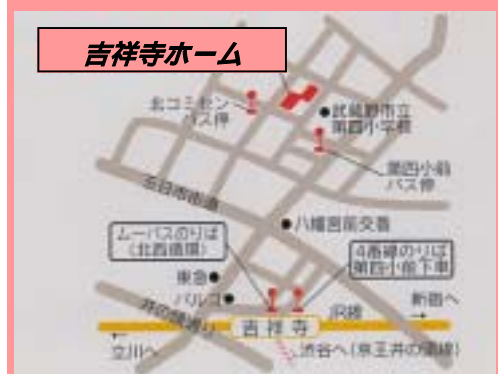 吉祥寺ホーム
北コミセン
バス停
武蔵野市立
第四小学校
第四小前
バス停
五日市街道
八幡宮前交番
ムーバスのりば
(北西循環)
4番線のりば
第四小前下車
東急
パルコ
井の頭通り
JR線
新宿へ
吉祥寺
立川へ
渋谷へ(京王井の頭線)